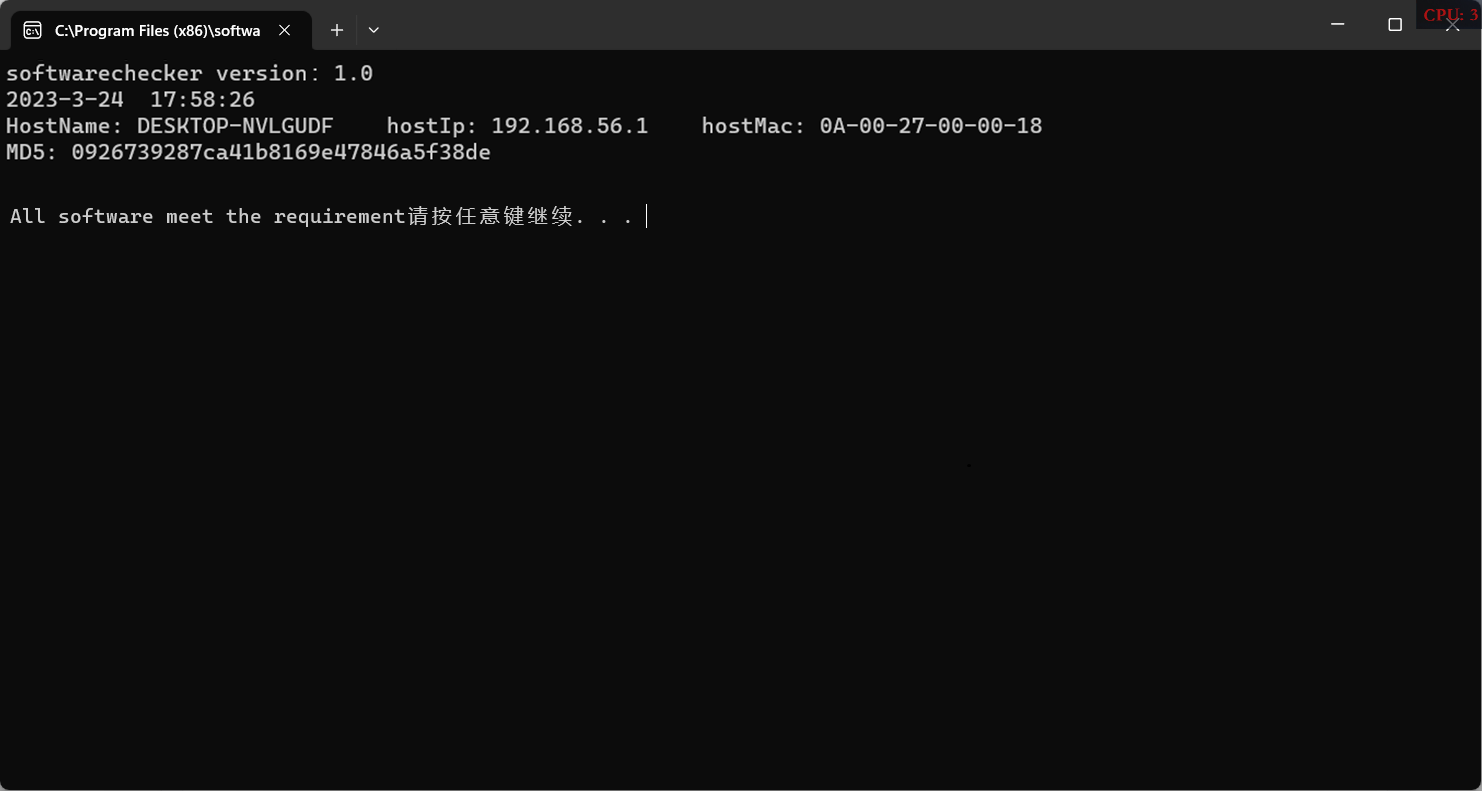 C:\Program Files (x86)\softwa
CPU: 3
softwarechecker version: 1.0
2023-3-24  17:58:26
HostName: DESKTOP-NVLGUDF    hostIp: 192.168.56.1    hostMac: 0A-00-27-00-00-18
MD5: 0926739287ca41b8169e47846a5f38de
All software meet the requirement请按任意键继续. . .